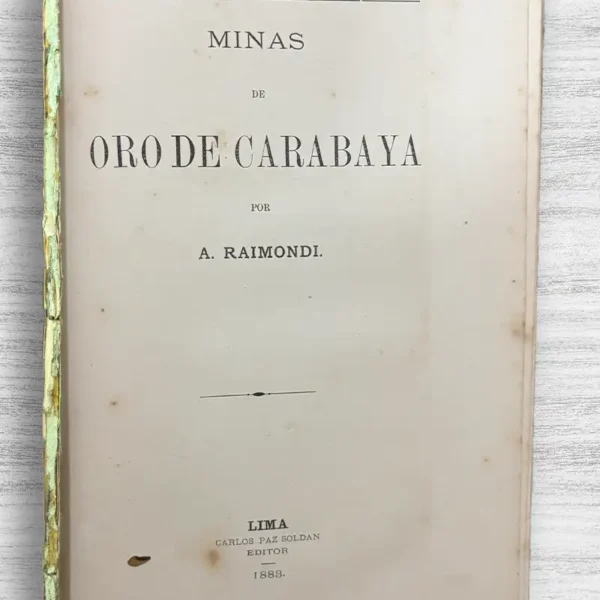 MINAS
DE
ORO DE CARABAYA
POR
A. RAIMONDI.
LIMA
CARLOS PAZ SOLDAN
EDITOR
1883.